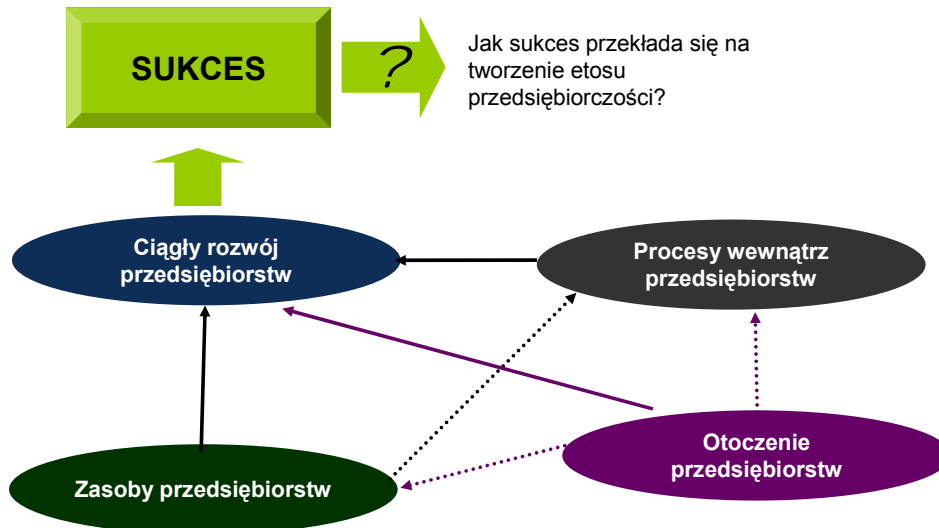 SUKCES
?
Jak sukces przekłada się na
tworzenie etosu
przedsiębiorczości?
Ciągły rozwój
przedsiębiorstw
Procesy wewnątrz
przedsiębiorstw
Zasoby przedsiębiorstw
Otoczenie
przedsiębiorstw